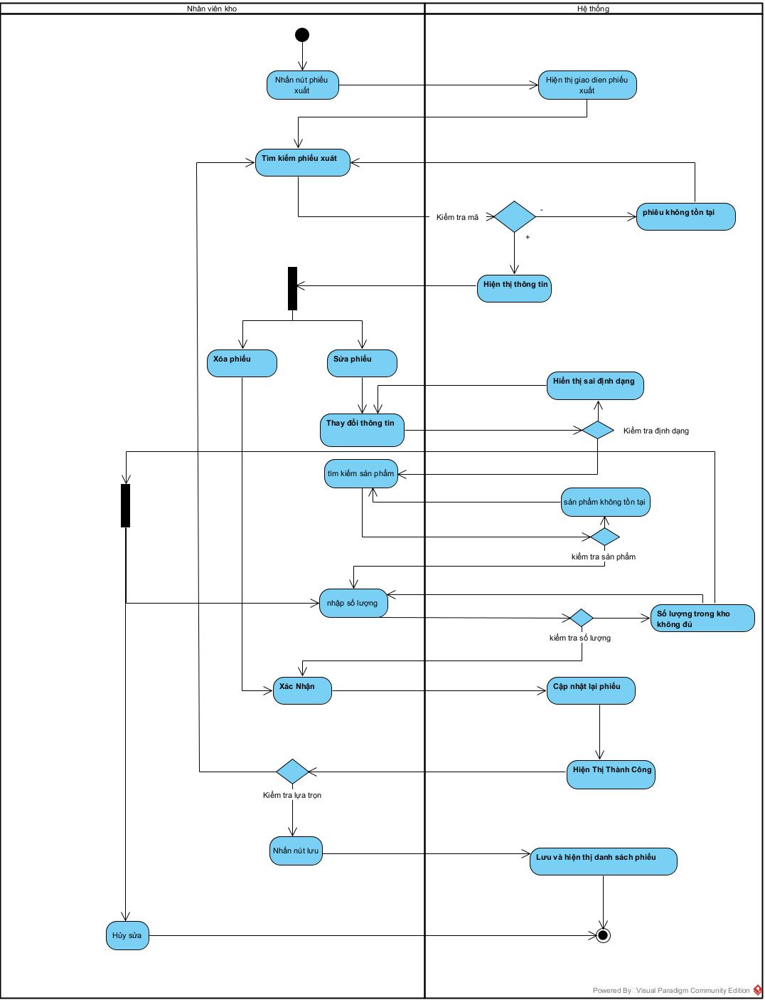 Nhân viên kho
Hệ thống
Nhấn nút phiếu
xuất
Hiện thị giao dien phiếu
xuất
Tìm kiếm phiếu xuát
Kiểm tra mã
-
phiêu không tồn tại
+
Hiện thị thông tin
Xóa phiếu
Sửa phiếu
Hiển thị sai định dạng
Thay đổi thông tin
Kiểm tra định dạng
tìm kiếm sản phẩm
sản phẩm không tồn tại
kiểm tra sản phẩm
nhập số lượng
Số lượng trong kho
không đủ
kiểm tra số lượng
Xác Nhận
Cập nhật lại phiếu
Hiện Thị Thành Công
Kiểm tra lựa trọn
Nhấn nút lưu
Lưu và hiện thị danh sách phiếu
Hủy sửa
Powered By Visual Paradigm Community Edition